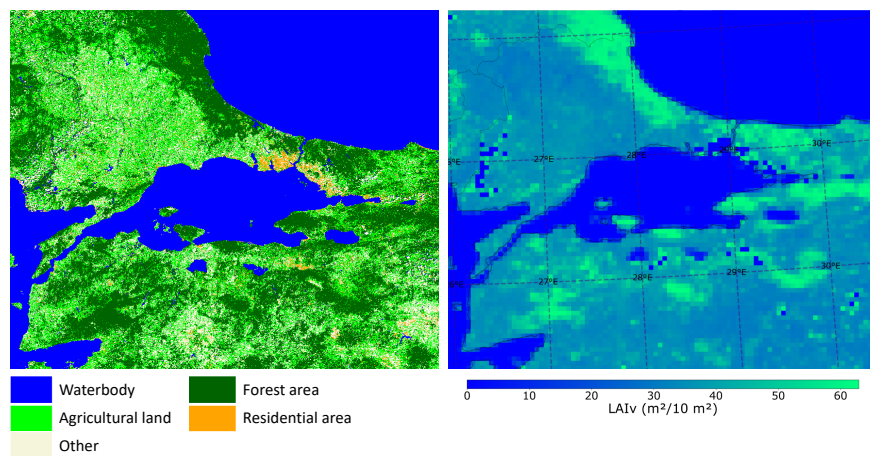 27°E
28°E
30°E
27°E
28°E
29°E
30°E
Waterbody
Forest area
Agricultural land
Residential area
Other
0 10 20 30 40 50 60
LAIv (m²/10 m²)